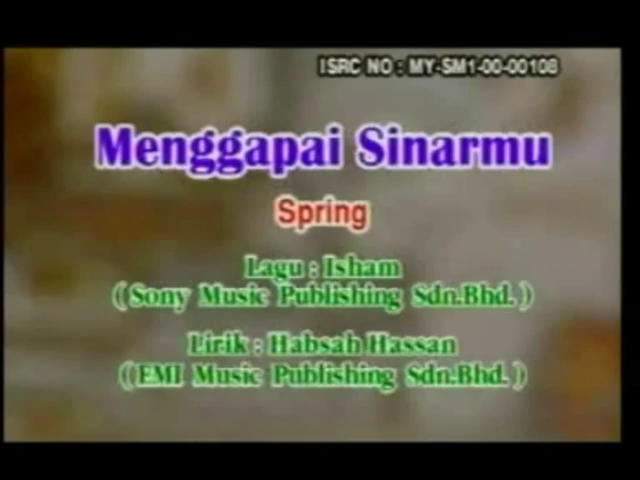 ISRC NO : MY-SM1-00-00108
Menggapai Sinarmu
Spring
Lagu : Isham
( Sony Music Publishing Sdn.Bhd. )
Lirik : Habsah Hassan
( EMI Music Publishing Sdn.Bhd. )